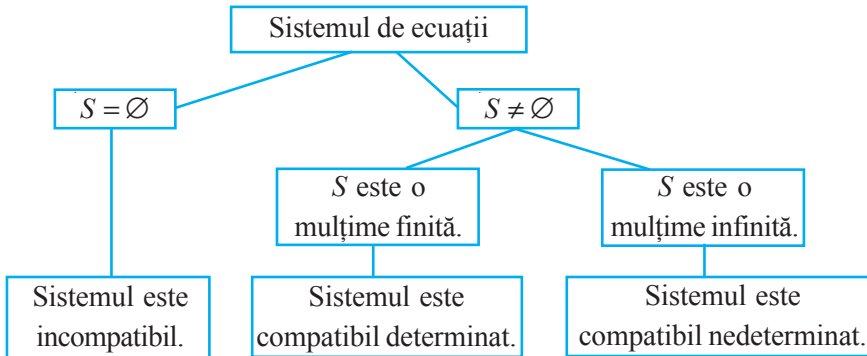 Sistemul de ecuații
S = ∅
S ≠ ∅
S este o
mulțime finită.
S este o
mulțime infinită.
Sistemul este
incompatibil.
Sistemul este
compatibil determinat.
Sistemul este
compatibil nedeterminat.